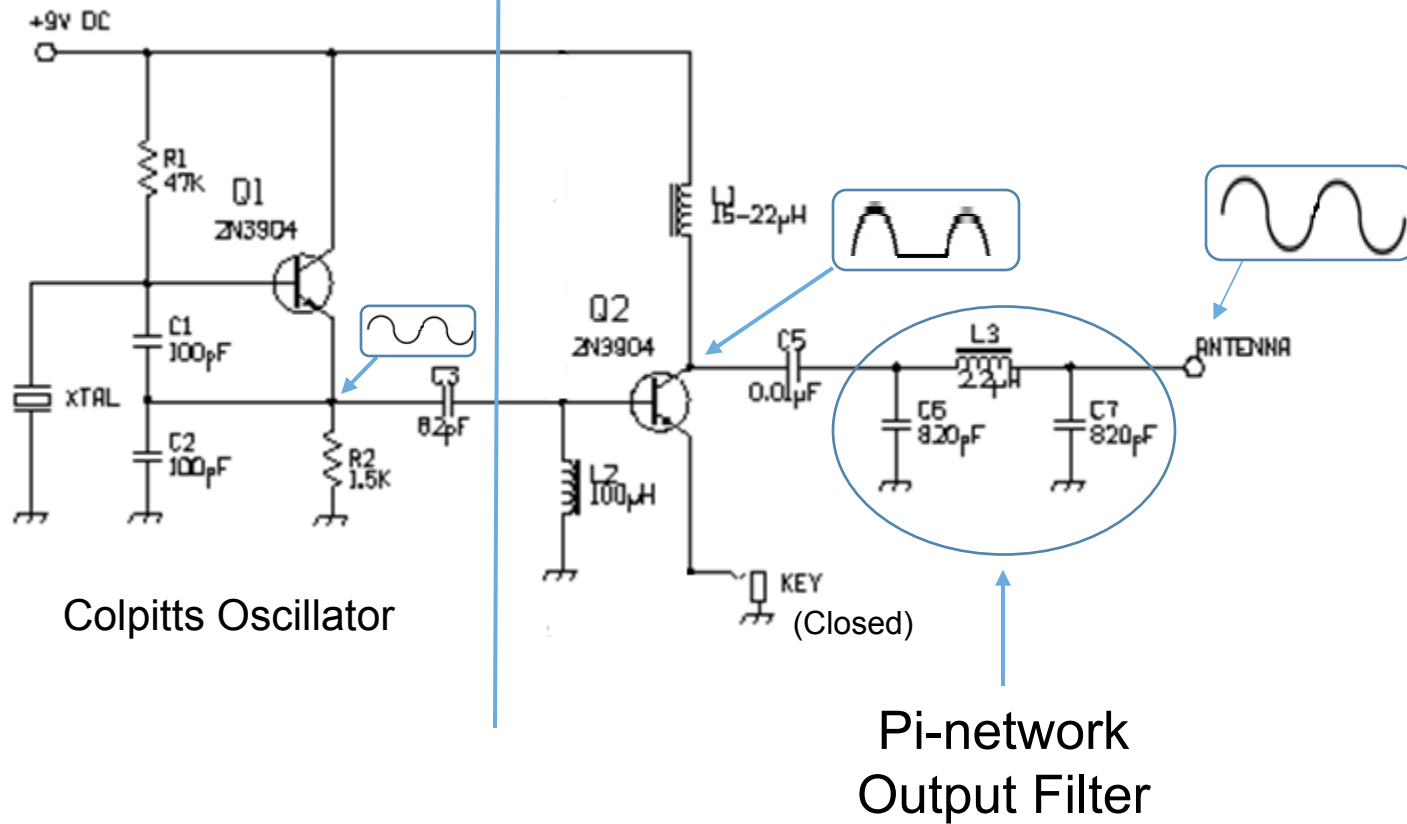 +9V DC
R1
47K
Q1
2N3904
C1
100pF
XTAL
C2
100pF
R2
1.5K
C3
82pF
L1
15-22µH
Q2
2N3904
L2
100µH
C5
0.01µF
L3
2.2µH
C6
820pF
C7
820pF
ANTENNA
KEY
(Closed)
Colpitts Oscillator
Pi-network
Output Filter